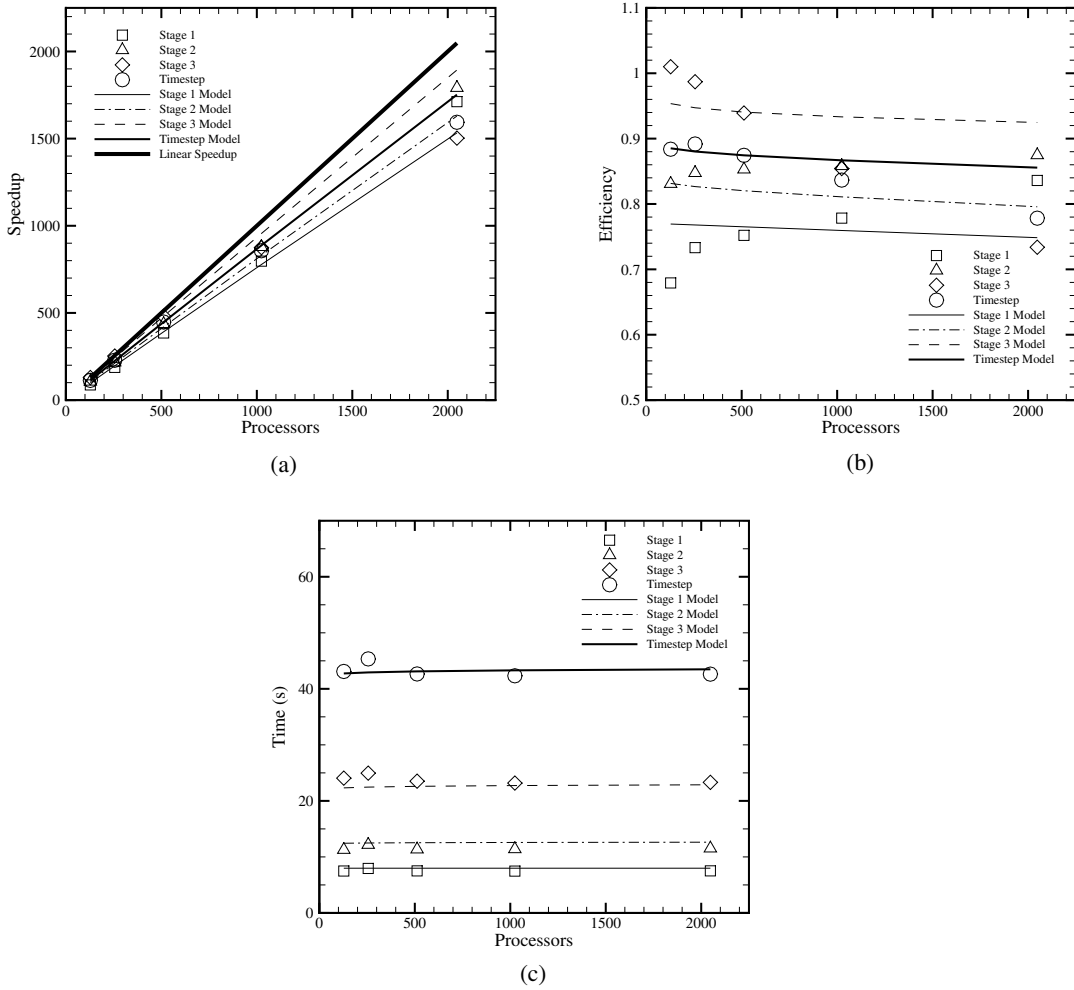 Speedup
2000
1500
1000
500
0
Stage 1
Stage 2
Stage 3
Timestep
Stage 1 Model
Stage 2 Model
Stage 3 Model
Timestep Model
Linear Speedup
0 500 1000 1500 2000
Processors
(a)
Efficiency
1.1
1
0.9
0.8
0.7
0.6
0.5
Stage 1
Stage 2
Stage 3
Timestep
Stage 1 Model
Stage 2 Model
Stage 3 Model
Timestep Model
0 500 1000 1500 2000
Processors
(b)
Time (s)
60
40
20
0
Stage 1
Stage 2
Stage 3
Timestep
Stage 1 Model
Stage 2 Model
Stage 3 Model
Timestep Model
0 500 1000 1500 2000
Processors
(c)